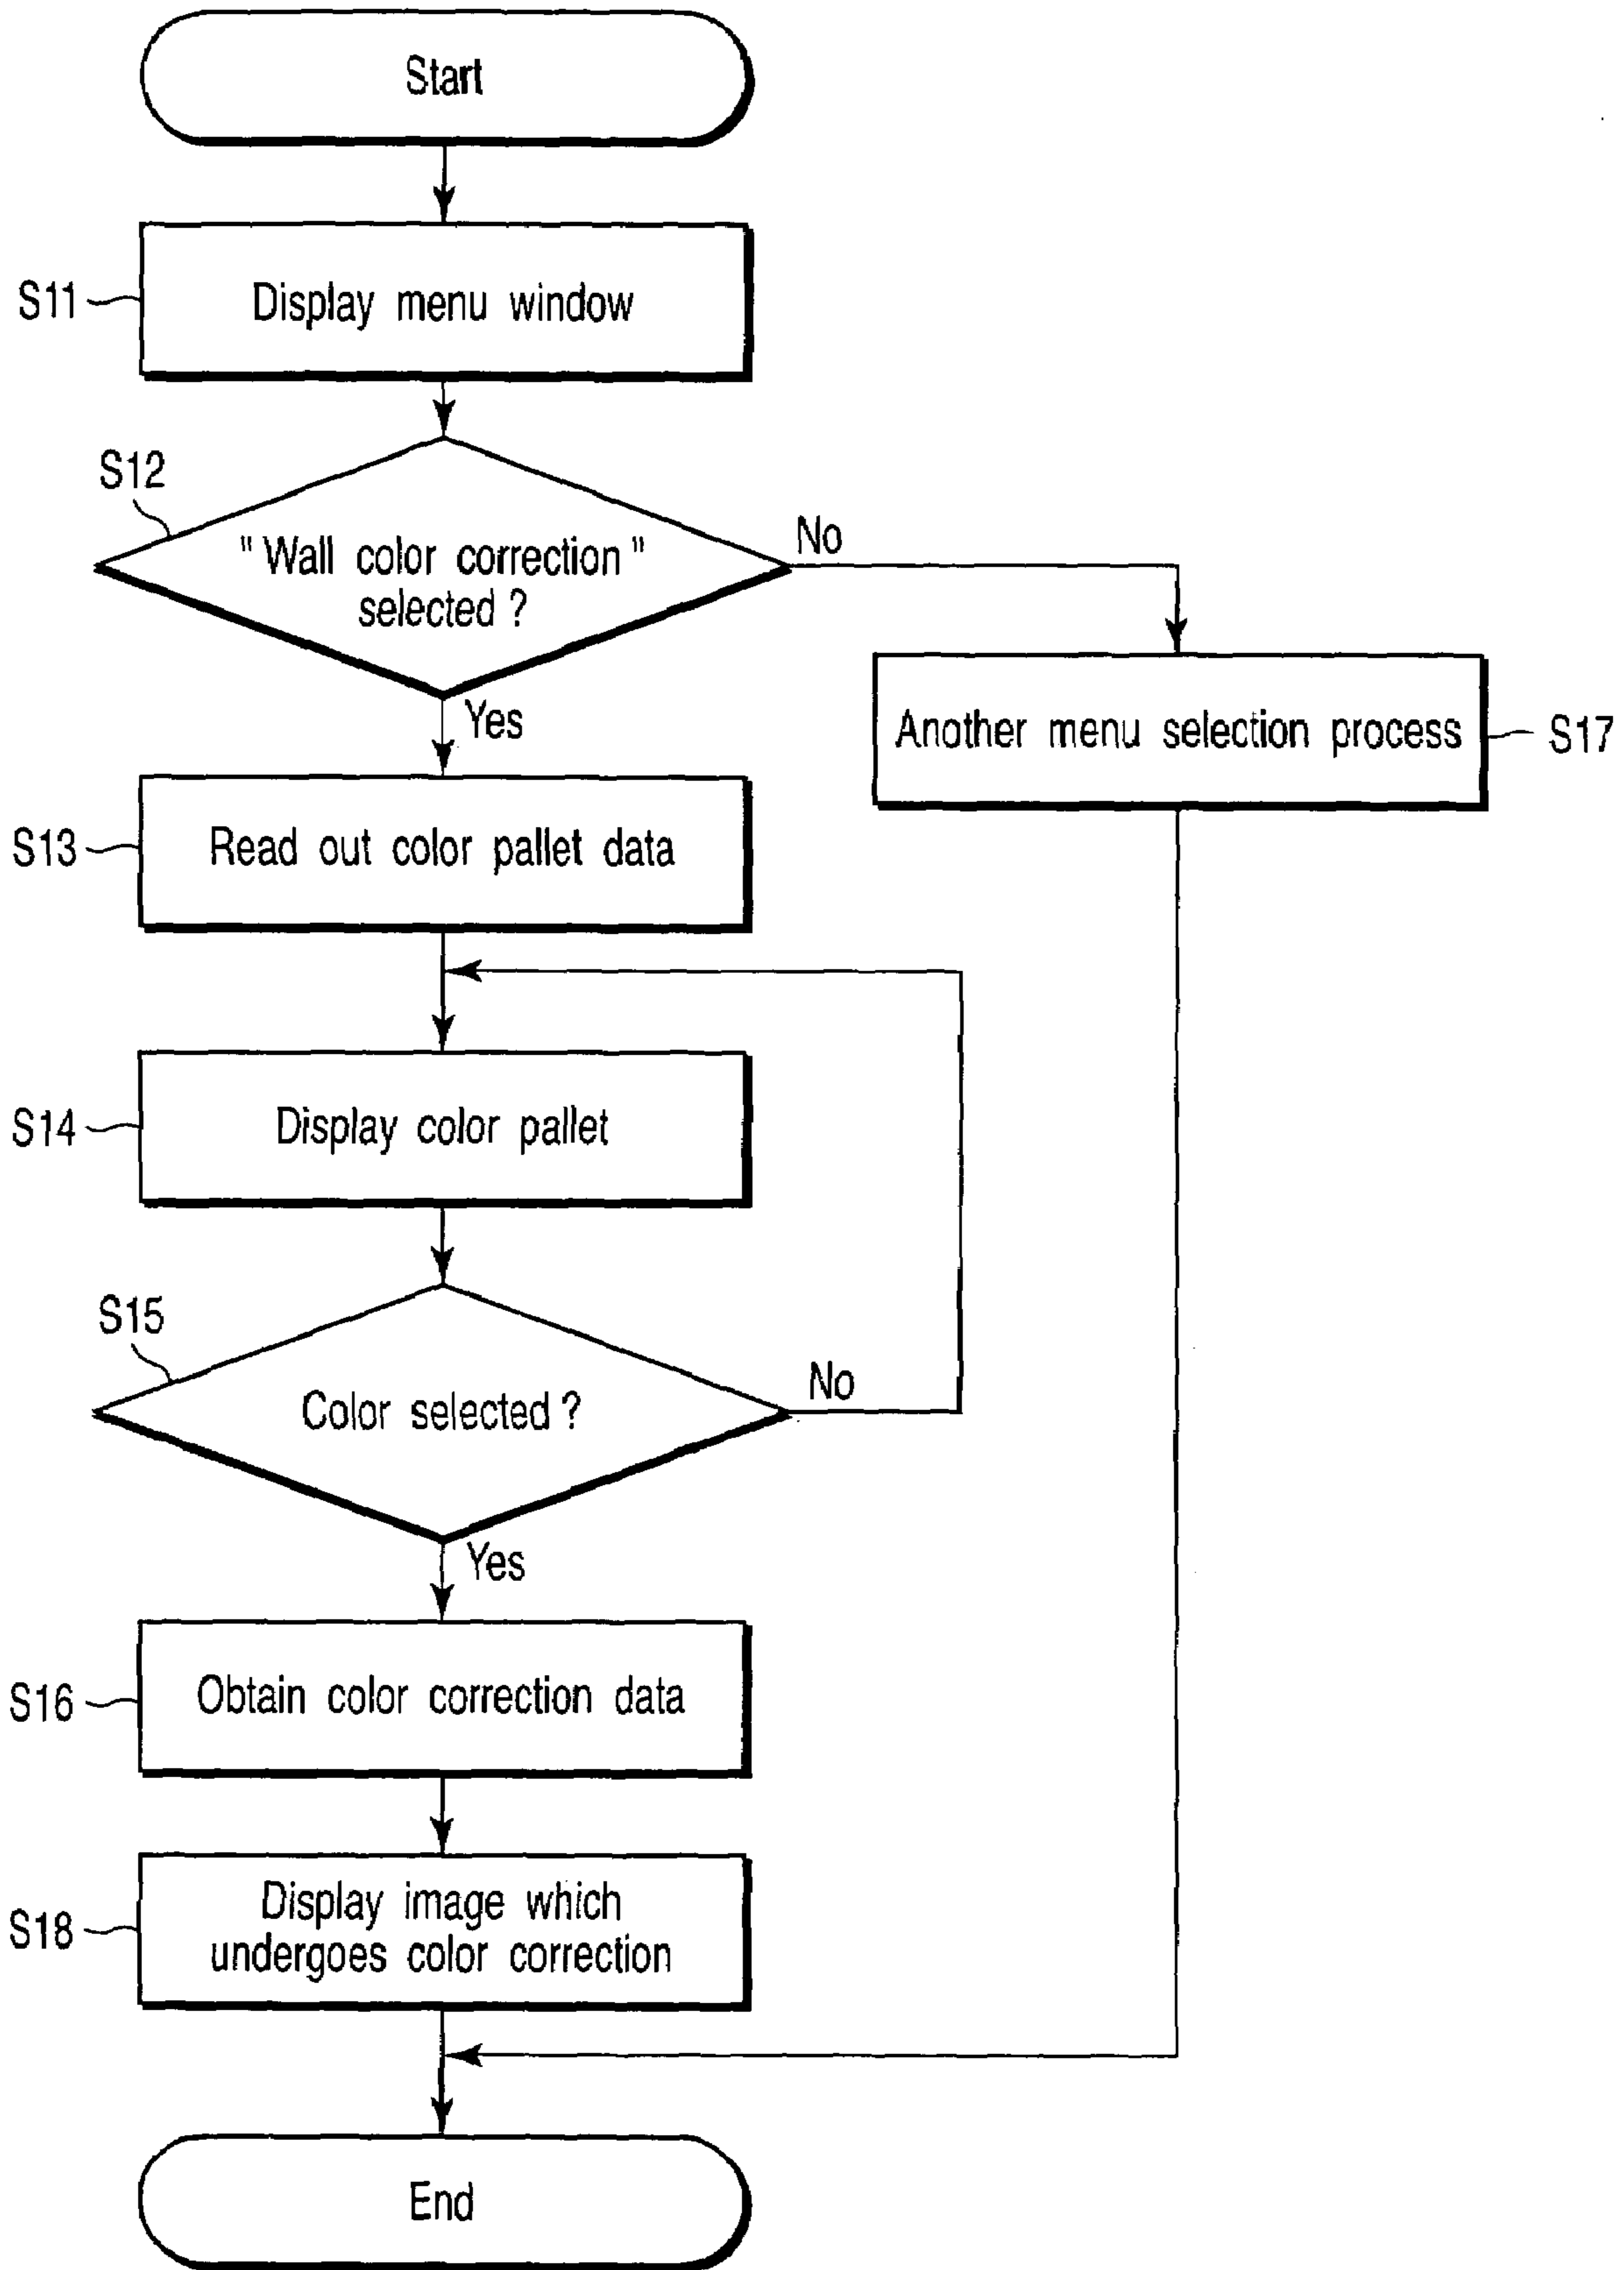 Start
S11
Display menu window
S12
"Wall color correction"
selected?
No
Yes
Another menu selection process
S17
S13
Read out color pallet data
S14
Display color pallet
S15
Color selected?
No
Yes
S16
Obtain color correction data
S18
Display image which
undergoes color correction
End